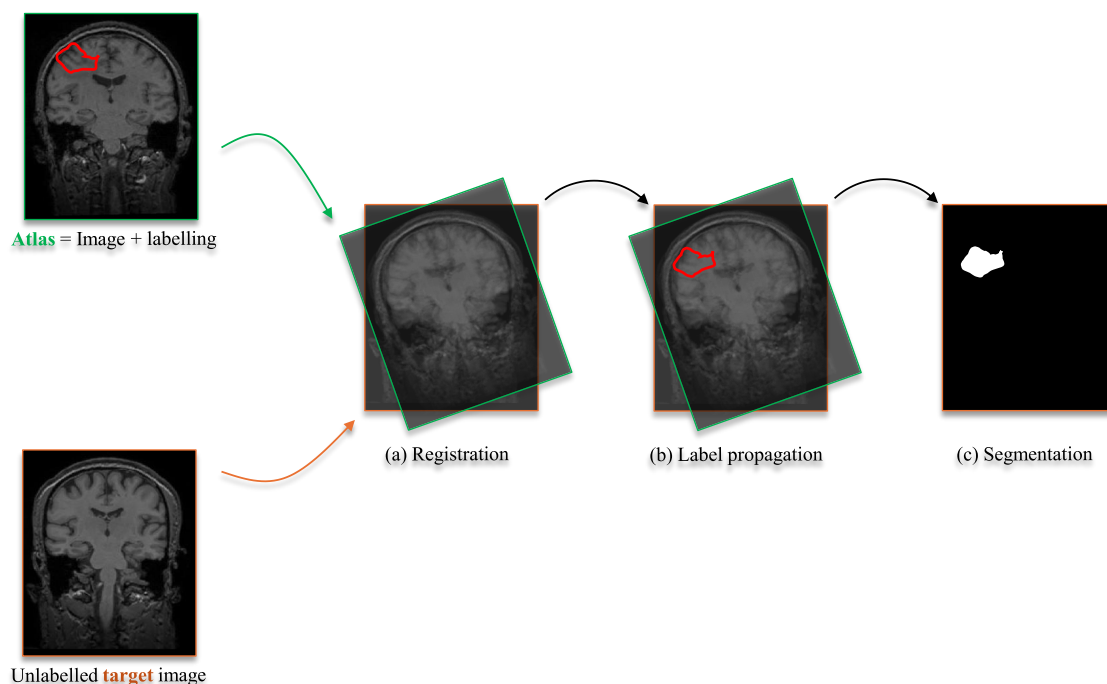 Atlas = Image + labelling
(a) Registration
(b) Label propagation
(c) Segmentation
Unlabelled target image